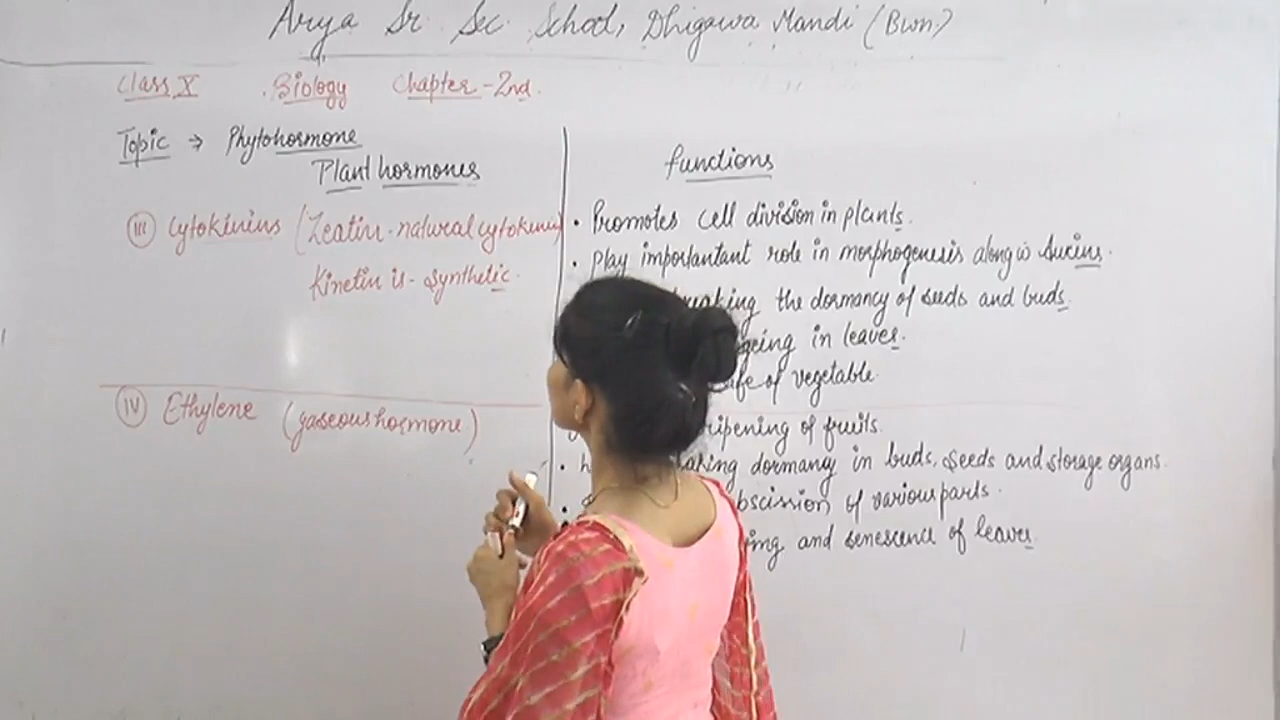 Arya Sr. Sec. School, Dhigawa Mandi (Bwn)
Class X Biology Chapter - 2nd.
Topic → Phytohormone
Plant hormones
functions
(iii) Cytokinins (Zeatin - natural cytokinin)
Kinetin is - synthetic.
• Promotes cell division in plants.
• Play importantant role in morphogenesis along w Auxins.
the dormancy of seeds and buds.
in leaves.
of vegetable.
(iv) Ethylene (gaseous hormone)
ripening of fruits.
dormancy in buds, seeds and storage organs.
of various parts.
and senescence of leaves.